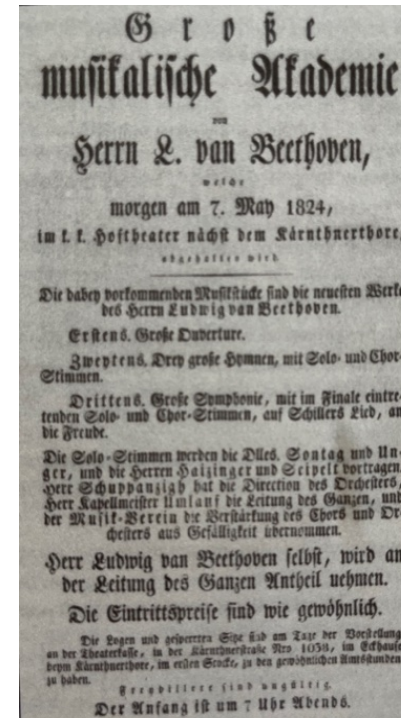 Große
musikalische Akademie
von
Herrn L. van Beethoven,
welche
morgen am 7. May 1824,
im k. k. Hoftheater nächst dem Kärnthnerthore,
abgehalten wird.
Die dabey vorkommenden Musikstücke sind die neuesten Werke
des Herrn Ludwig van Beethoven.
Erstens. Große Ouverture.
Zweytens. Drey große Hymnen, mit Solo- und Chor-
Stimmen.
Drittens. Große Symphonie, mit im Finale eintre-
tenden Solo- und Chor-Stimmen, auf Schillers Lied, an
die Freude.
Die Solo-Stimmen werden die Dlles. Sontag und Un-
ger, und die Herren Haizinger und Seipelt vortragen.
Herr Schuppanzigh hat die Direction des Orchesters,
Herr Kapellmeister Umlauf die Leitung des Ganzen, und
der Musik-Verein die Verstärkung des Chors und Or-
chesters aus Gefälligkeit übernommen.
Herr Ludwig van Beethoven selbst, wird an
der Leitung des Ganzen Antheil nehmen.
Die Eintrittspreise sind wie gewöhnlich.
Die Logen und gesperrten Sitze sind am Tage der Vorstellung
an der Theaterkasse, in der Kärnthnerstraße Nro. 1038, im Eckhause
beym Kärnthnerthore, im ersten Stocke, zu den gewöhnlichen Amtsstunden
zu haben.
Freybillete sind ungültig.
Der Anfang ist um 7 Uhr Abends.